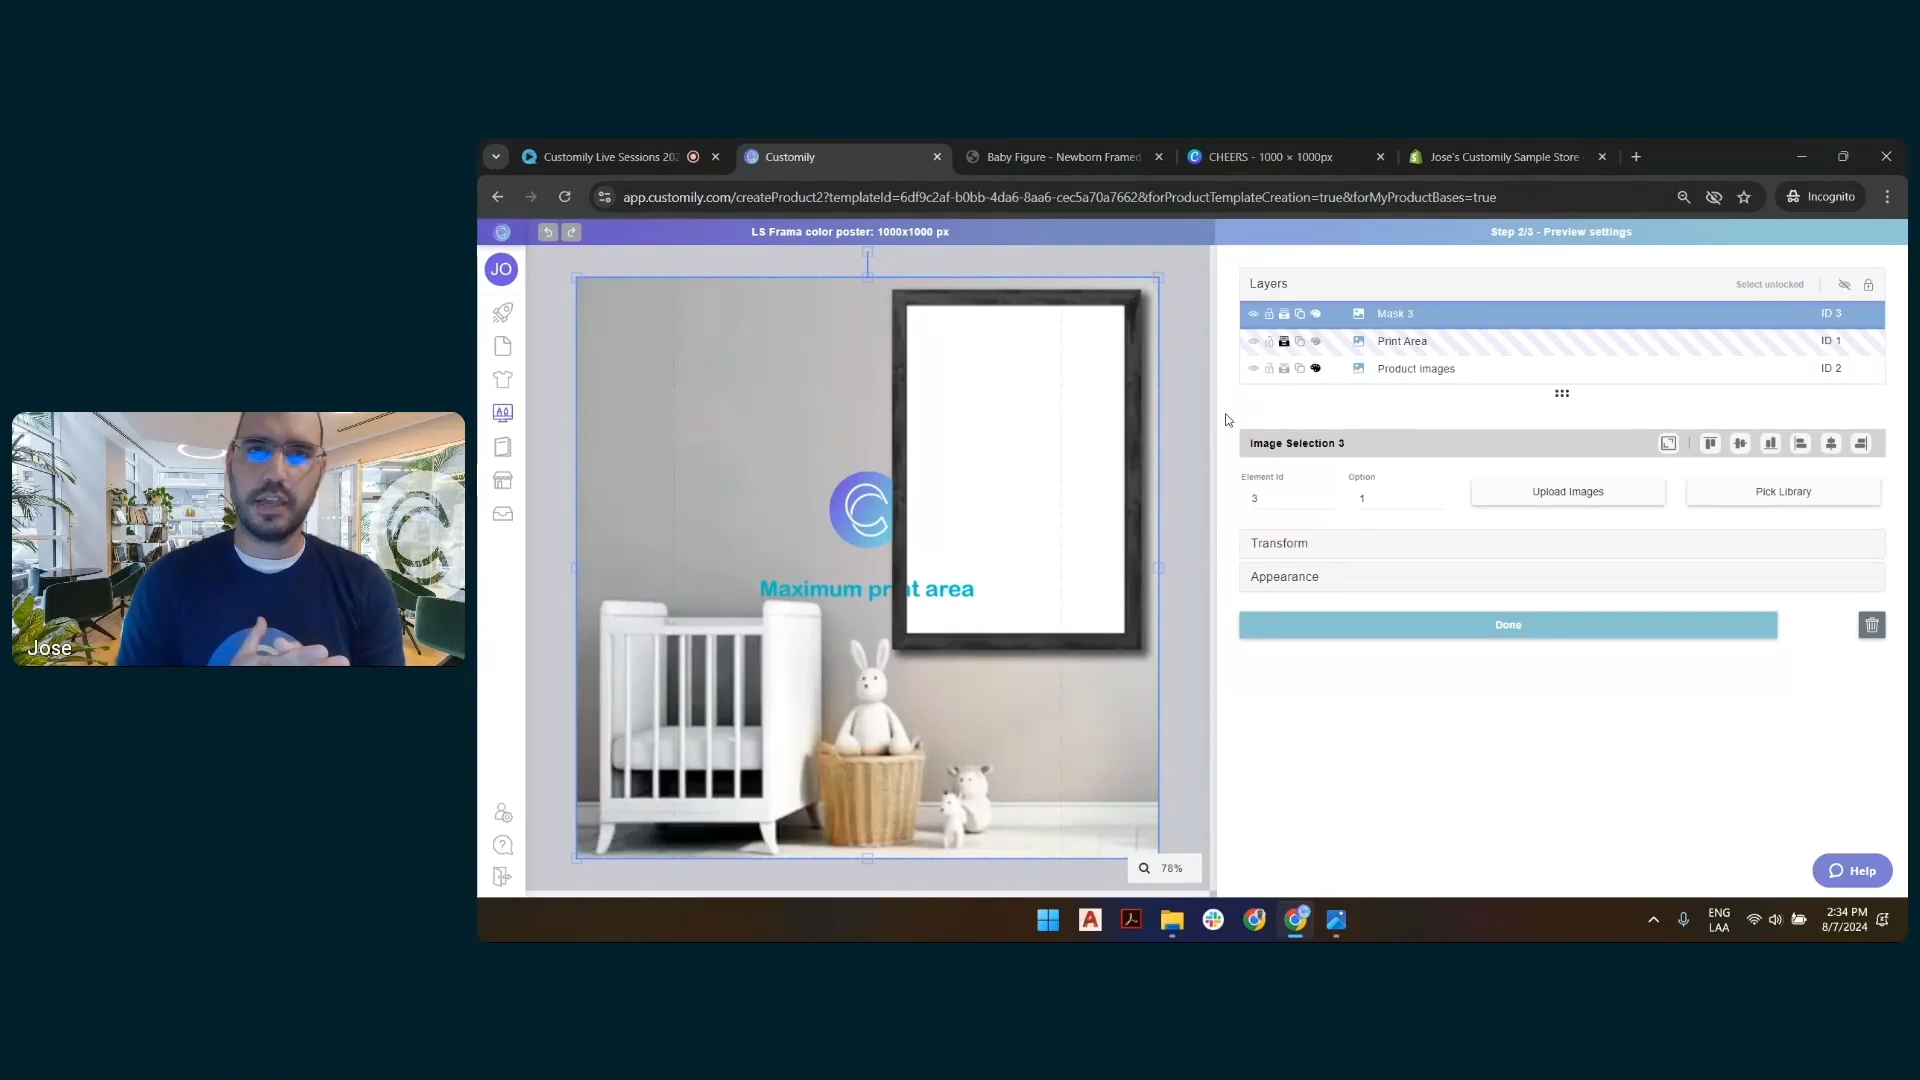 Customily Live Sessions 202
Customily
Baby Figure - Newborn Framed
CHEERS - 1000 × 1000px
Jose's Customily Sample Store
app.customily.com/createProduct2?templateId=6df9c2af-b0bb-4da6-8aa6-cec5a70a7662&forProductTemplateCreation=true&forMyProductBases=true
Incognito
LS Frama color poster: 1000x1000 px
Step 2/3 - Preview settings
JO
Layers
Select unlocked
Mask 3
ID 3
Print Area
ID 1
Product images
ID 2
Image Selection 3
Element Id
Option
3
1
Upload Images
Pick Library
Transform
Appearance
Done
Maximum print area
78%
Help
Jose
ENG
LAA
2:34 PM
8/7/2024